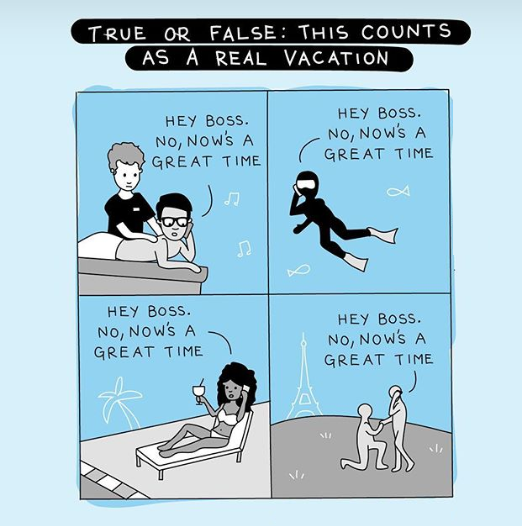 TRUE OR FALSE: THIS COUNTS
AS A REAL VACATION
HEY BOSS.
NO, NOW'S A
GREAT TIME
HEY BOSS.
NO, NOW'S A
GREAT TIME
HEY BOSS.
NO, NOW'S A
GREAT TIME
HEY BOSS.
NO, NOW'S A
GREAT TIME